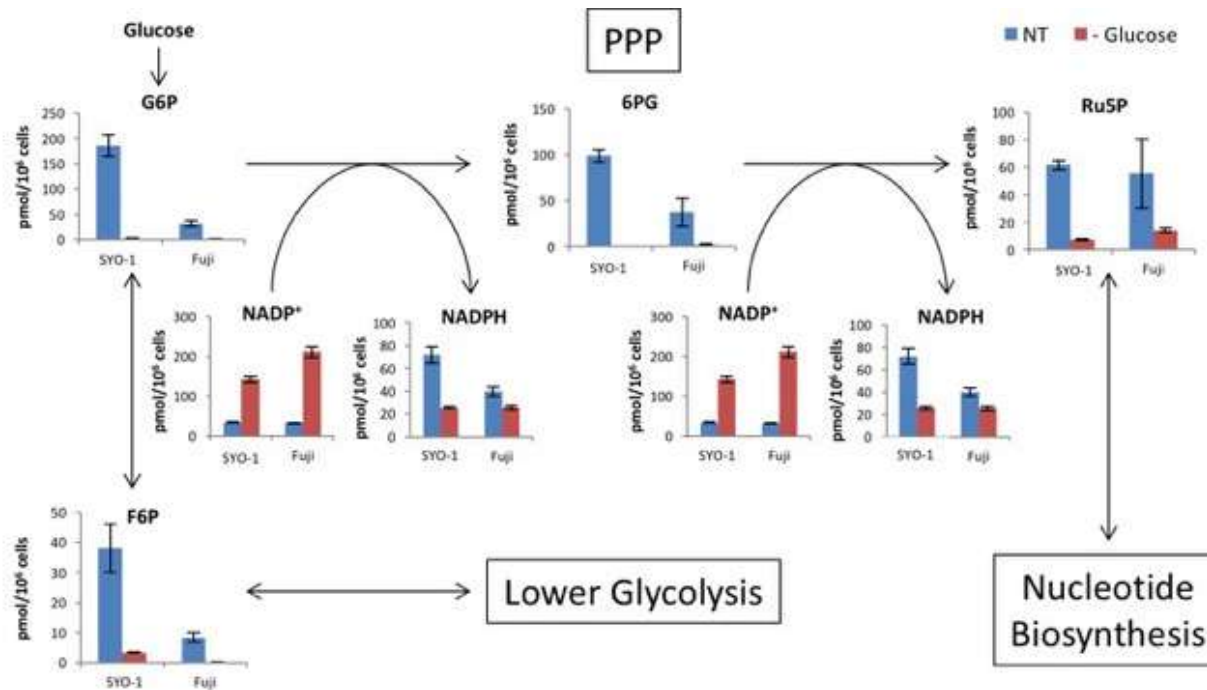 Glucose
PPP
NT
- Glucose
G6P
pmol/10⁶ cells
250
200
150
100
50
0
SYO-1
Fuji
6PG
pmol/10⁶ cells
150
100
50
0
SYO-1
Fuji
Ru5P
pmol/10⁶ cells
100
80
60
40
20
0
SYO-1
Fuji
NADP⁺
pmol/10⁶ cells
300
200
100
0
SYO-1
Fuji
NADPH
pmol/10⁶ cells
100
80
60
40
20
0
SYO-1
Fuji
NADP⁺
pmol/10⁶ cells
300
200
100
0
SYO-1
Fuji
NADPH
pmol/10⁶ cells
100
80
60
40
20
0
SYO-1
Fuji
F6P
pmol/10⁶ cells
50
40
30
20
10
0
SYO-1
Fuji
Lower Glycolysis
Nucleotide
Biosynthesis